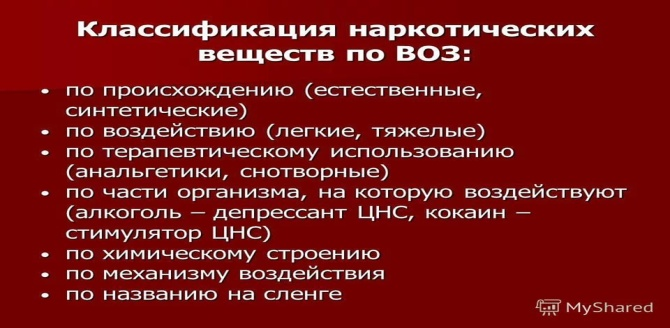 Классификация наркотических
веществ по ВОЗ:
• по происхождению (естественные,
синтетические)
• по воздействию (легкие, тяжелые)
• по терапевтическому использованию
(анальгетики, снотворные)
• по части организма, на которую воздействуют
(алкоголь – депрессант ЦНС, кокаин –
стимулятор ЦНС)
• по химическому строению
• по механизму воздействия
• по названию на сленге
MyShared